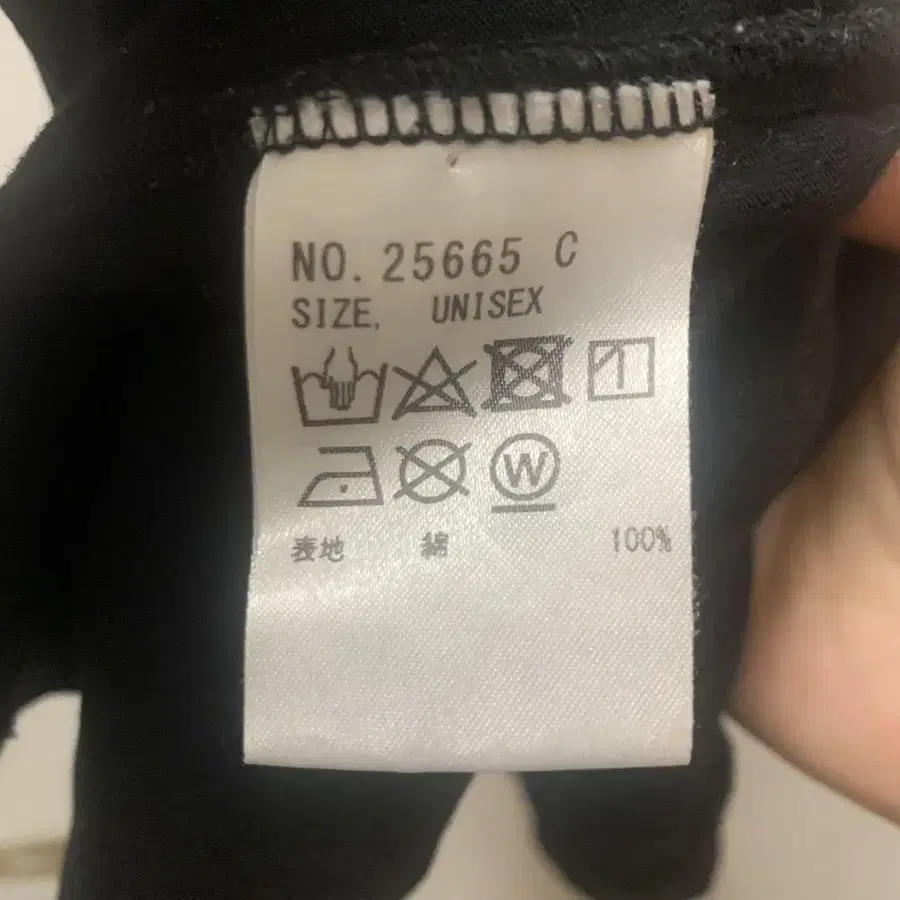 NO. 25665 C
SIZE, UNISEX
W
表地 綿 100%